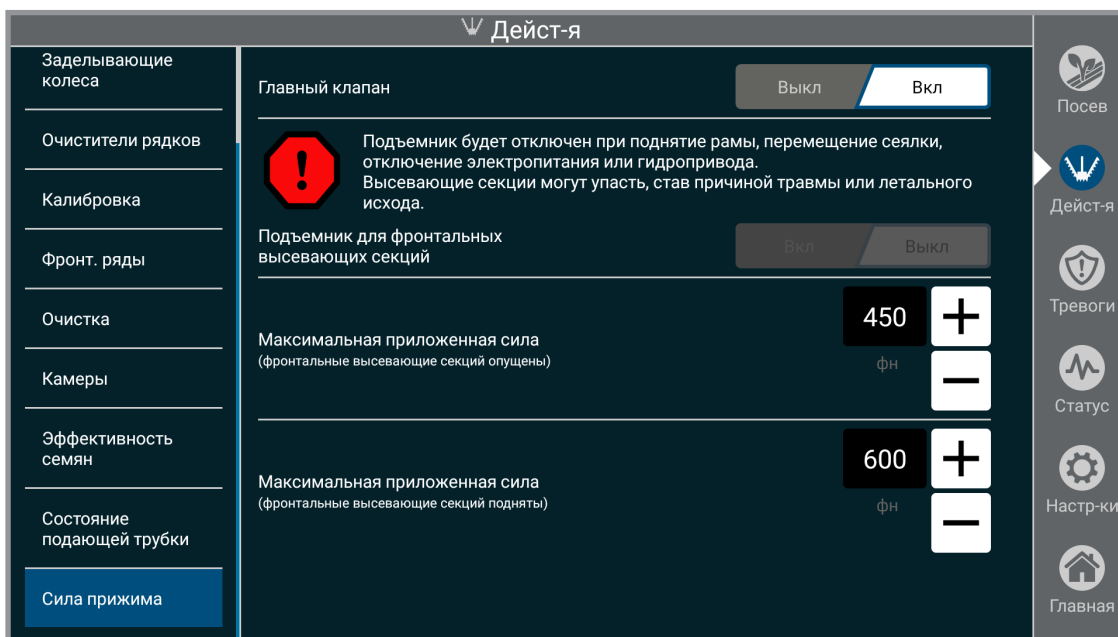 Дейст-я
Заделывающие
колеса
Очистители рядков
Калибровка
Фронт. ряды
Очистка
Камеры
Эффективность
семян
Состояние
подающей трубки
Сила прижима
Главный клапан
Выкл
Вкл
Подъемник будет отключен при поднятие рамы, перемещение сеялки,
отключение электропитания или гидропривода.
Высевающие секции могут упасть, став причиной травмы или летального
исхода.
Подъемник для фронтальных
высевающих секций
Вкл
Выкл
Максимальная приложенная сила
(фронтальные высевающие секций опущены)
450
фн
Максимальная приложенная сила
(фронтальные высевающие секций подняты)
600
фн
Посев
Дейст-я
Тревоги
Статус
Настр-ки
Главная